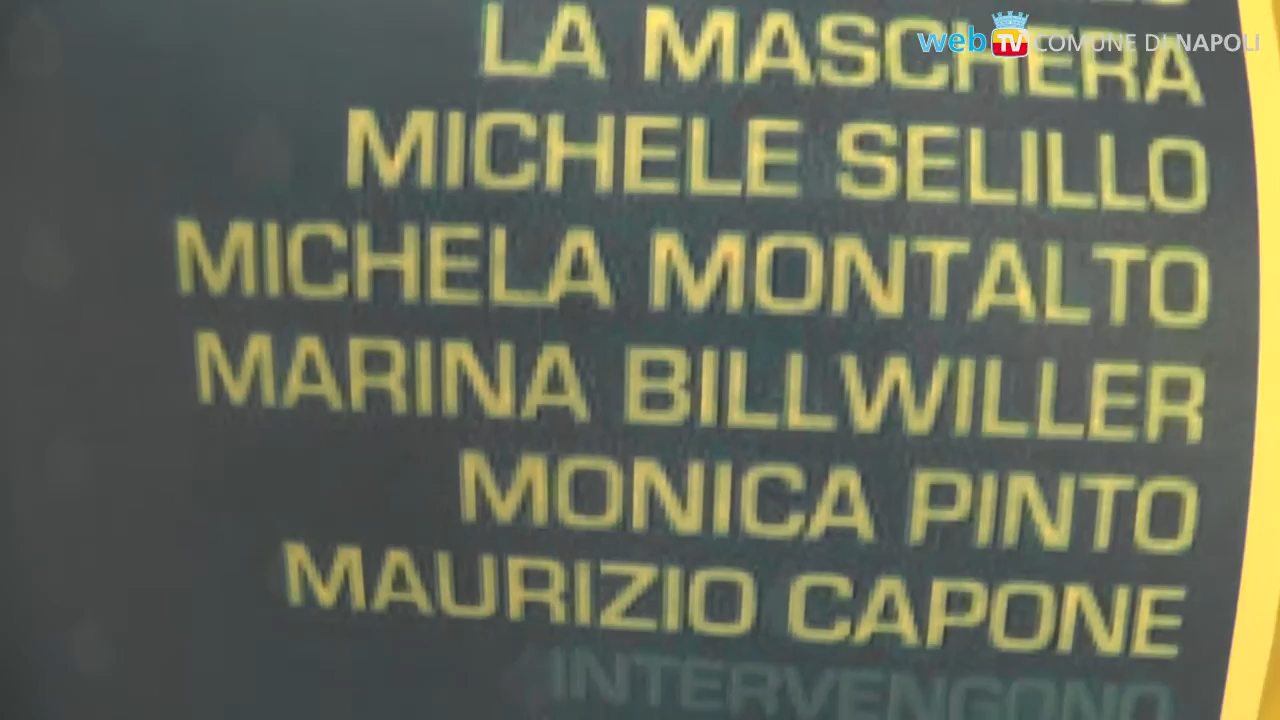 web TV COMUNE DI NAPOLI
LA MASCHERA
MICHELE SELILLO
MICHELA MONTALTO
MARINA BILLWILLER
MONICA PINTO
MAURIZIO CAPONE
INTERVENGONO